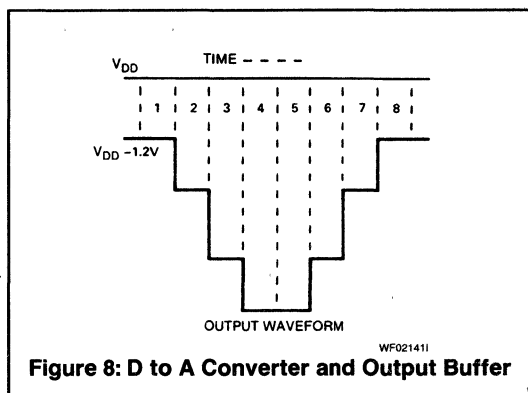 TIME
V_DD
1 2 3 4 5 6 7 8
V_DD -1.2V
OUTPUT WAVEFORM
WF02141I
Figure 8: D to A Converter and Output Buffer